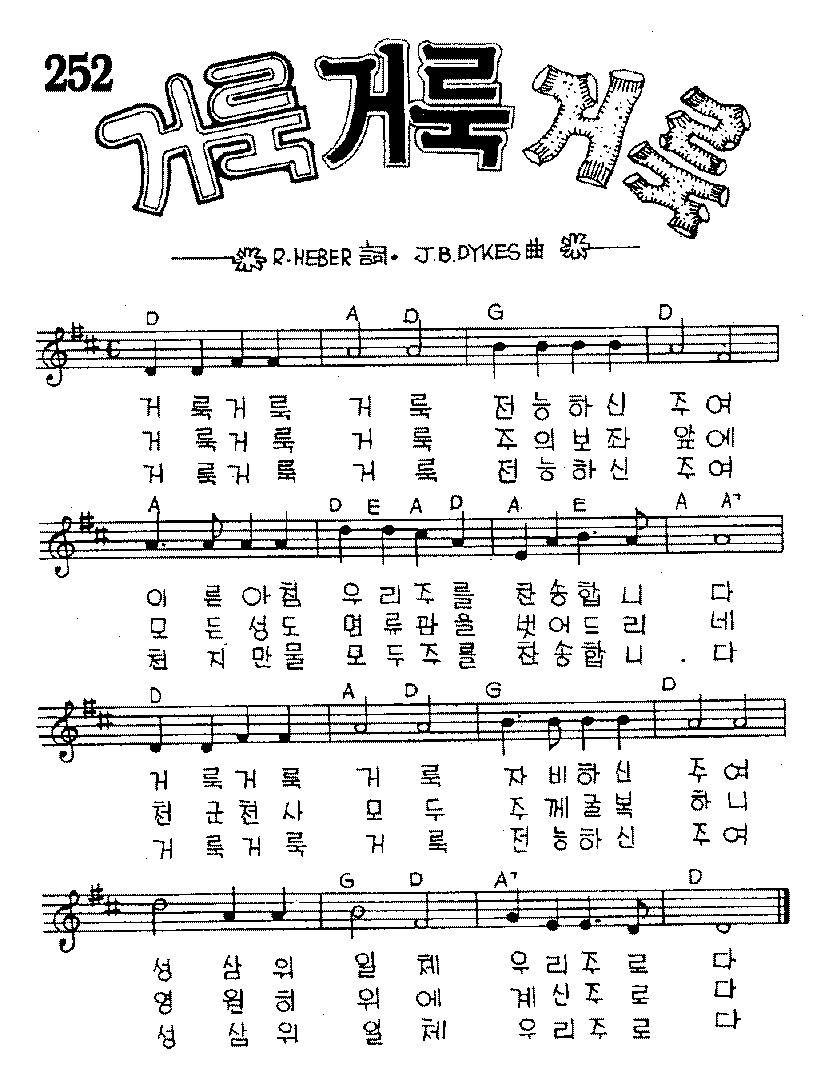 252
거룩 거룩 거룩
R. HEBER 詞. J.B.DYKES 曲
D A D G D
거 룩 거 룩 거 룩 전 능 하 신 주 여
거 룩 거 룩 거 룩 주 의 보 좌 앞 에
거 룩 거 룩 거 룩 전 능 하 신 주 여
A D E A D A E A A7
이 른 아 침 우 리 주 를 찬 송 합 니 다
모 든 성 도 면 류 관 을 벗 어 드 리 네
천 지 만 물 모 두 주 를 찬 송 합 니 . 다
D A D G D
거 룩 거 룩 거 룩 자 비 하 신 주 여
천 군 천 사 모 두 주 께 굴 복 하 니
거 룩 거 룩 거 룩 전 능 하 신 주 여
G D A7 D
성 삼 위 일 체 우 리 주 로 다
영 원 히 위 에 계 신 주 로 다
성 삼 위 일 체 우 리 주 로 다